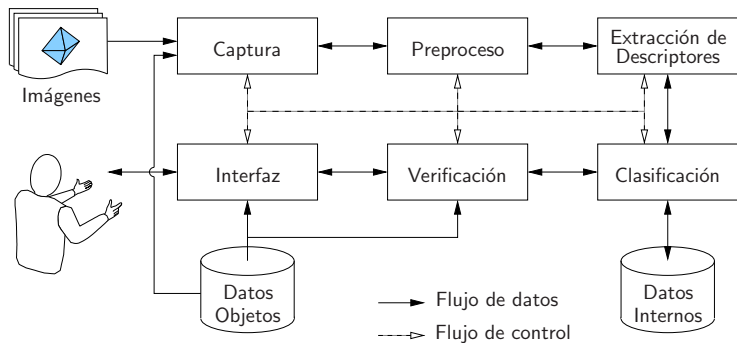 Captura
Preproceso
Extracción de
Descriptores
Imágenes
Interfaz
Verificación
Clasificación
Datos
Objetos
Flujo de datos
Flujo de control
Datos
Internos